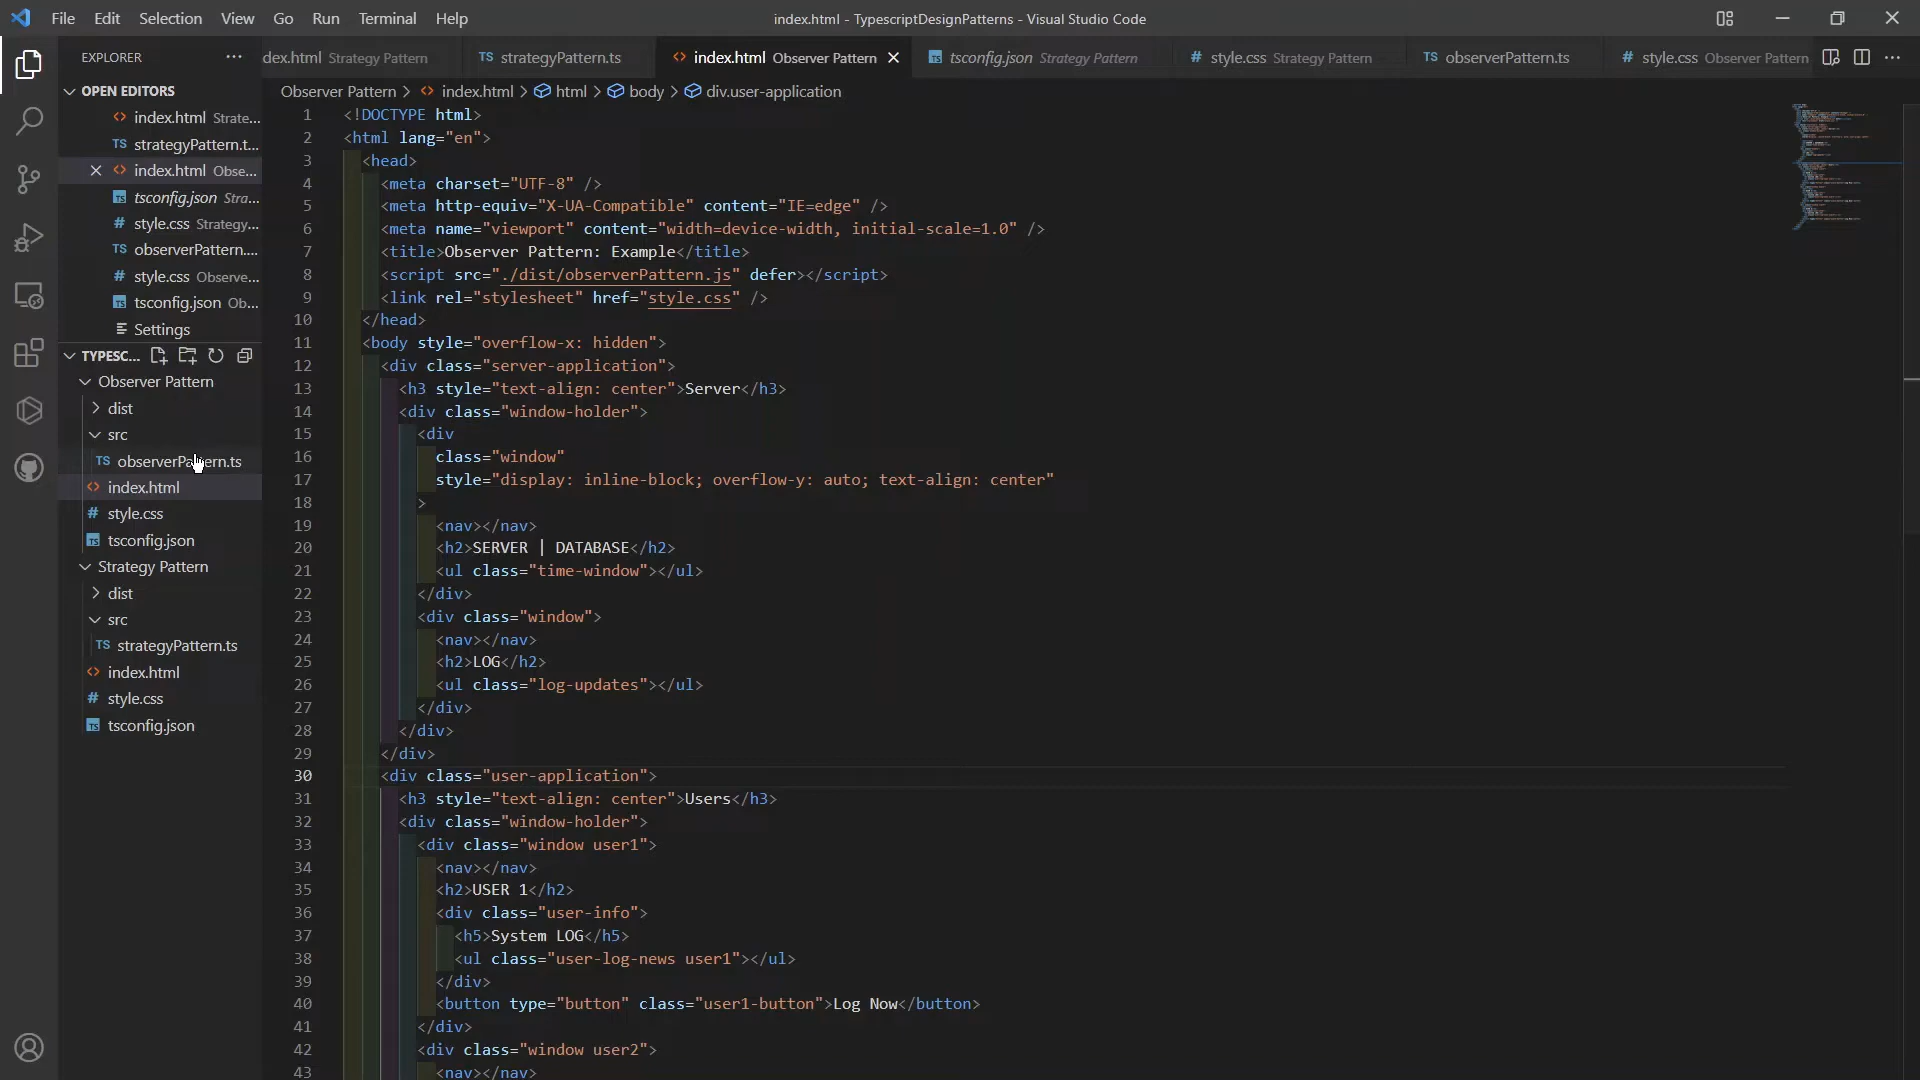 File Edit Selection View Go Run Terminal Help
index.html - TypescriptDesignPatterns - Visual Studio Code
EXPLORER
dex.html Strategy Pattern
TS strategyPattern.ts
<> index.html Observer Pattern
TS tsconfig.json Strategy Pattern
# style.css Strategy Pattern
TS observerPattern.ts
# style.css Observer Pattern
OPEN EDITORS
<> index.html Strate...
TS strategyPattern.t...
<> index.html Obse...
TS tsconfig.json Stra...
# style.css Strategy...
TS observerPattern....
# style.css Observe...
TS tsconfig.json Ob...
Settings
TYPESC...
Observer Pattern
dist
src
TS observerPattern.ts
<> index.html
# style.css
TS tsconfig.json
Strategy Pattern
dist
src
TS strategyPattern.ts
<> index.html
# style.css
TS tsconfig.json
Observer Pattern > <> index.html > html > body > div.user-application
1 <!DOCTYPE html>
2 <html lang="en">
3 <head>
4 <meta charset="UTF-8" />
5 <meta http-equiv="X-UA-Compatible" content="IE=edge" />
6 <meta name="viewport" content="width=device-width, initial-scale=1.0" />
7 <title>Observer Pattern: Example</title>
8 <script src="./dist/observerPattern.js" defer></script>
9 <link rel="stylesheet" href="style.css" />
10 </head>
11 <body style="overflow-x: hidden">
12 <div class="server-application">
13 <h3 style="text-align: center">Server</h3>
14 <div class="window-holder">
15 <div
16 class="window"
17 style="display: inline-block; overflow-y: auto; text-align: center"
18 >
19 <nav></nav>
20 <h2>SERVER | DATABASE</h2>
21 <ul class="time-window"></ul>
22 </div>
23 <div class="window">
24 <nav></nav>
25 <h2>LOG</h2>
26 <ul class="log-updates"></ul>
27 </div>
28 </div>
29 </div>
30 <div class="user-application">
31 <h3 style="text-align: center">Users</h3>
32 <div class="window-holder">
33 <div class="window user1">
34 <nav></nav>
35 <h2>USER 1</h2>
36 <div class="user-info">
37 <h5>System LOG</h5>
38 <ul class="user-log-news user1"></ul>
39 </div>
40 <button type="button" class="user1-button">Log Now</button>
41 </div>
42 <div class="window user2">
43 <nav></nav>